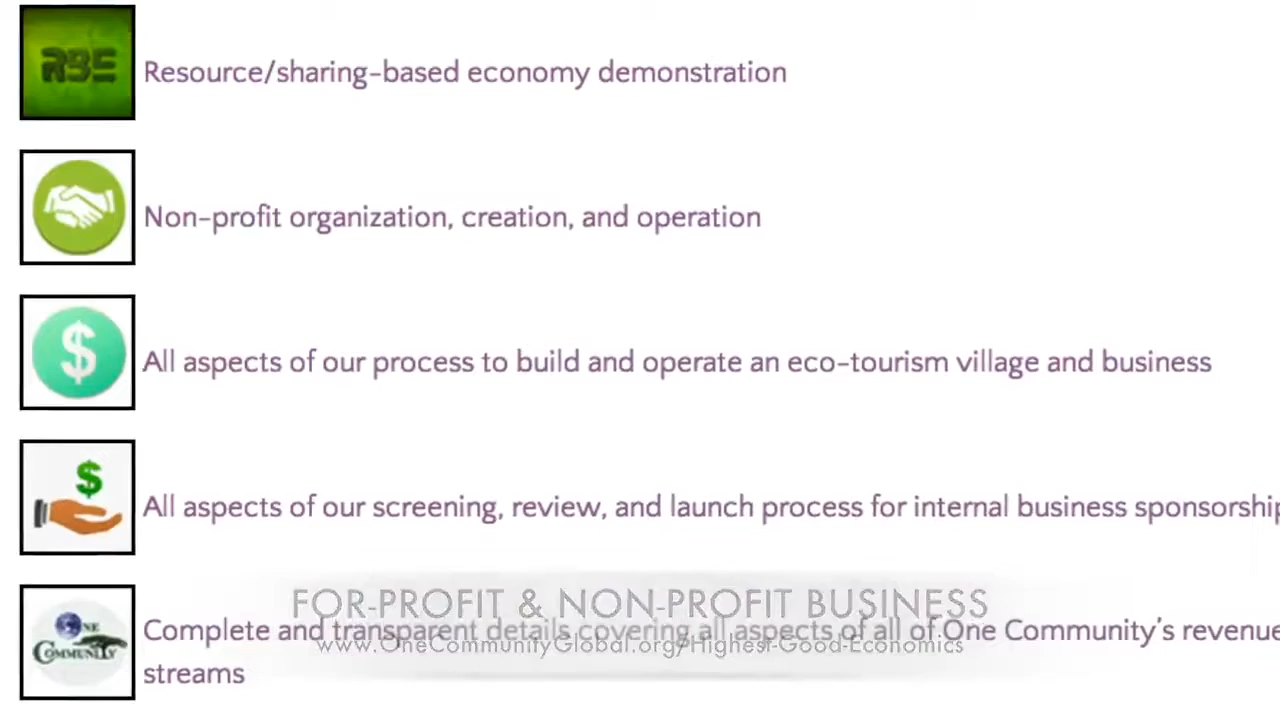 RBE
Resource/sharing-based economy demonstration
Non-profit organization, creation, and operation
$
All aspects of our process to build and operate an eco-tourism village and business
$
All aspects of our screening, review, and launch process for internal business sponsorship
FOR-PROFIT & NON-PROFIT BUSINESS
ONE COMMUNITY
Complete and transparent details covering all aspects of all of One Community's revenue
www.OneCommunityGlobal.org/Highest-Good-Economics
streams